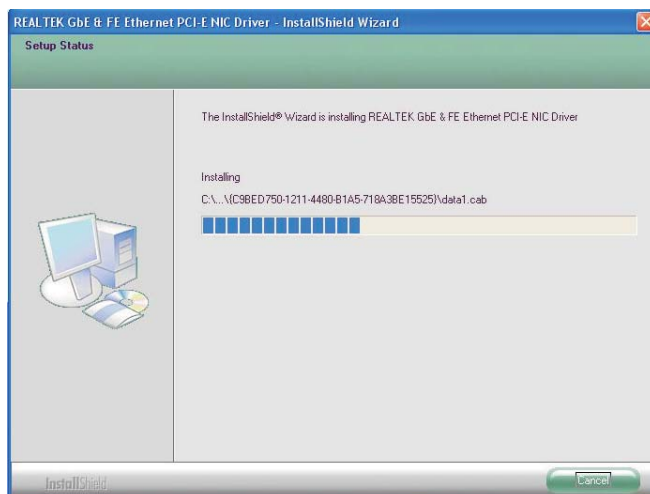 REALTEK GbE & FE Ethernet PCI-E NIC Driver - InstallShield Wizard
Setup Status
The InstallShield® Wizard is installing REALTEK GbE & FE Ethernet PCI-E NIC Driver
Installing
C:\...\{C9BED750-1211-4480-B1A5-718A3BE15525}\data1.cab
InstallShield
Cancel